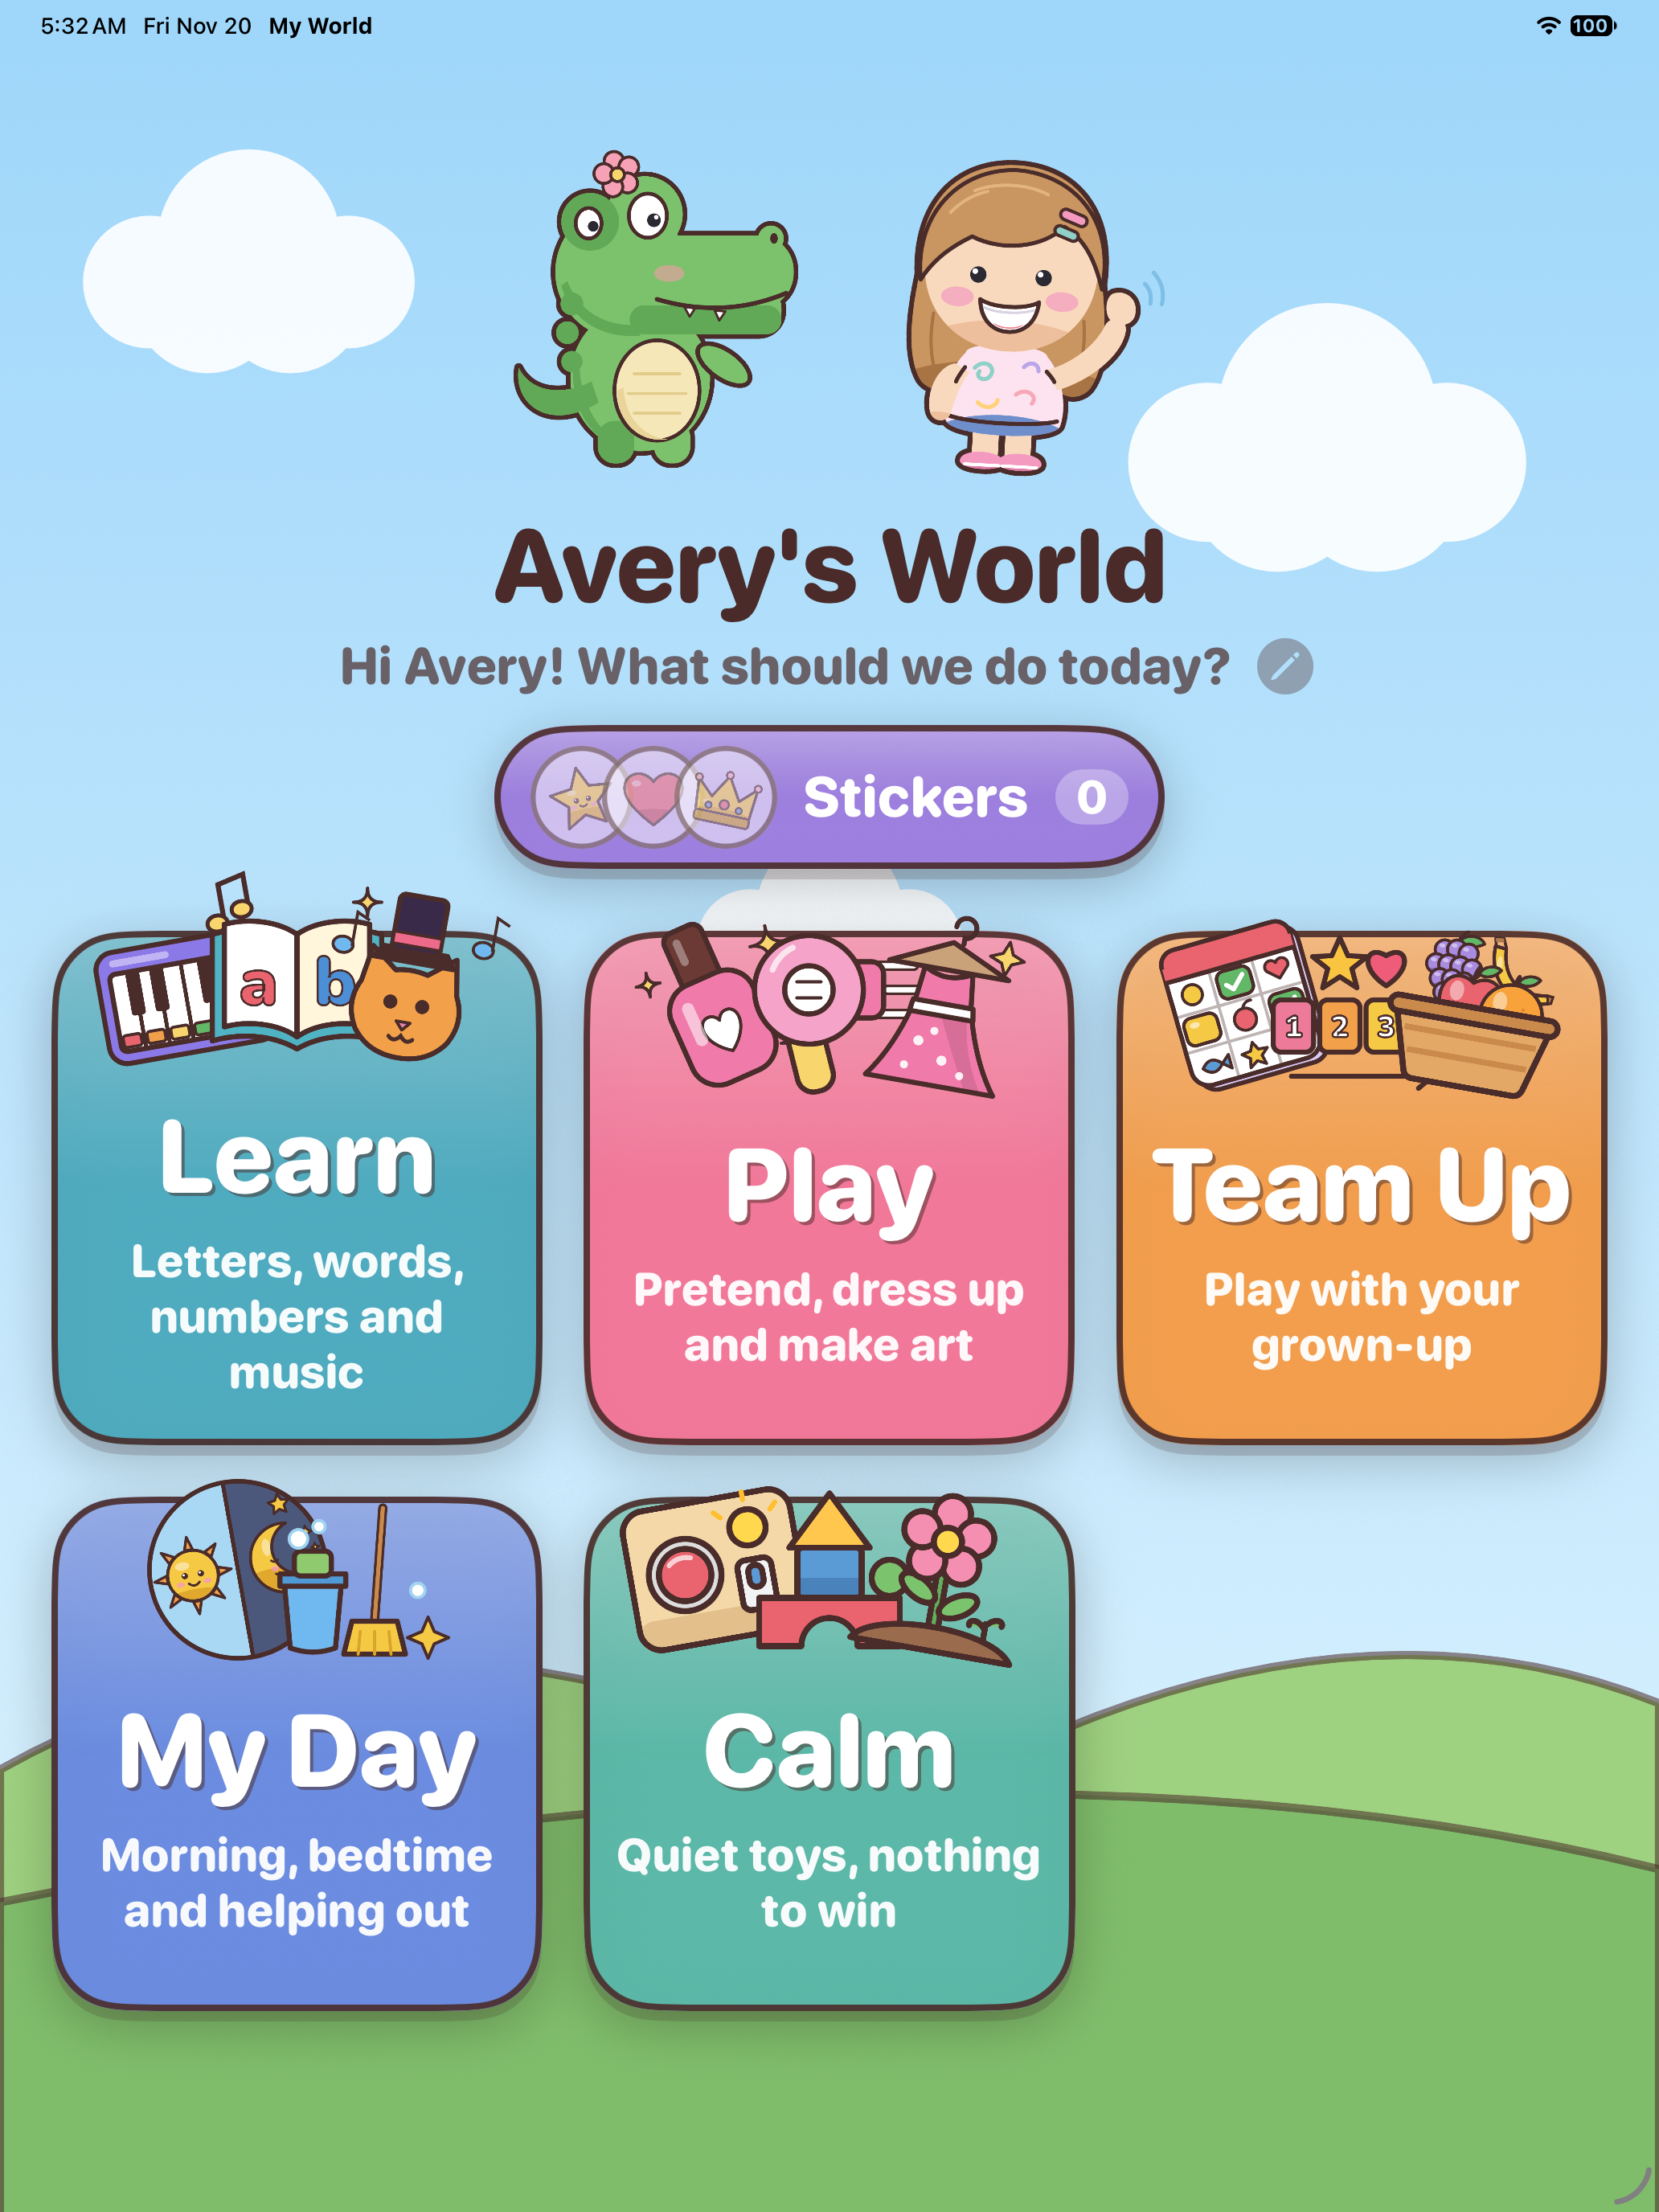 5:32 AM Fri Nov 20 My World
100
Avery's World
Hi Avery! What should we do today?
Stickers 0
a b
1 2 3
Learn
Letters, words,
numbers and
music
Play
Pretend, dress up
and make art
Team Up
Play with your
grown-up
My Day
Morning, bedtime
and helping out
Calm
Quiet toys, nothing
to win